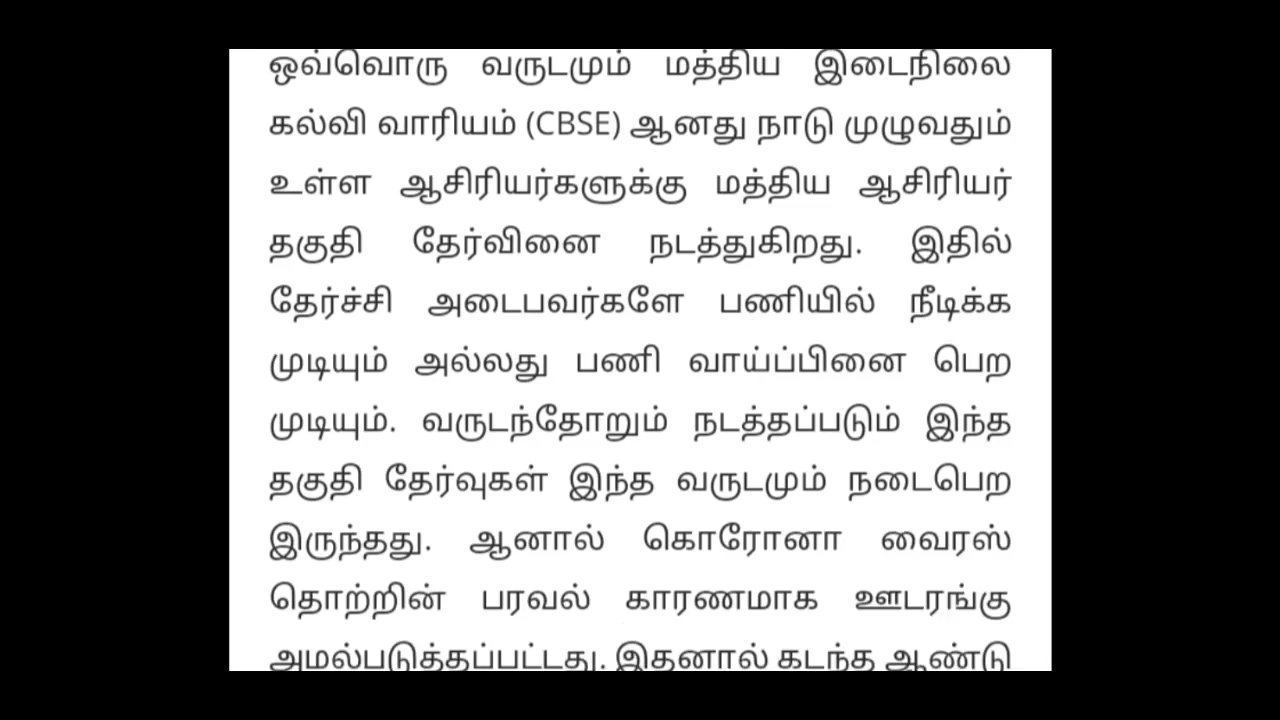 ஒவ்வொரு வருடமும் மத்திய இடைநிலை
கல்வி வாரியம் (CBSE) ஆனது நாடு முழுவதும்
உள்ள ஆசிரியர்களுக்கு மத்திய ஆசிரியர்
தகுதி தேர்வினை நடத்துகிறது. இதில்
தேர்ச்சி அடைபவர்களே பணியில் நீடிக்க
முடியும் அல்லது பணி வாய்ப்பினை பெற
முடியும். வருடந்தோறும் நடத்தப்படும் இந்த
தகுதி தேர்வுகள் இந்த வருடமும் நடைபெற
இருந்தது. ஆனால் கொரோனா வைரஸ்
தொற்றின் பரவல் காரணமாக ஊடரங்கு
அமல்படுத்தப்பட்டது. இதனால் கடந்த ஆண்டு